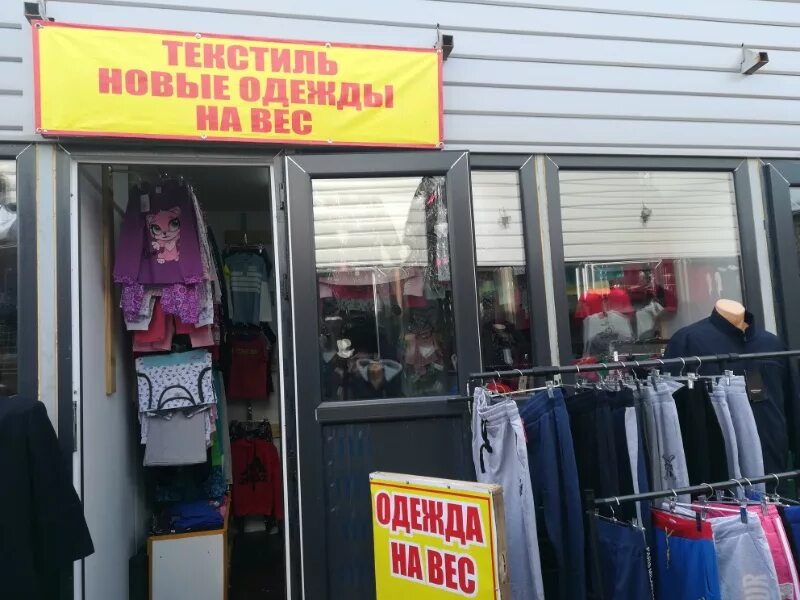 ТЕКСТИЛЬ
НОВЫЕ ОДЕЖДЫ
НА ВЕС
ОДЕЖДА
НА ВЕС